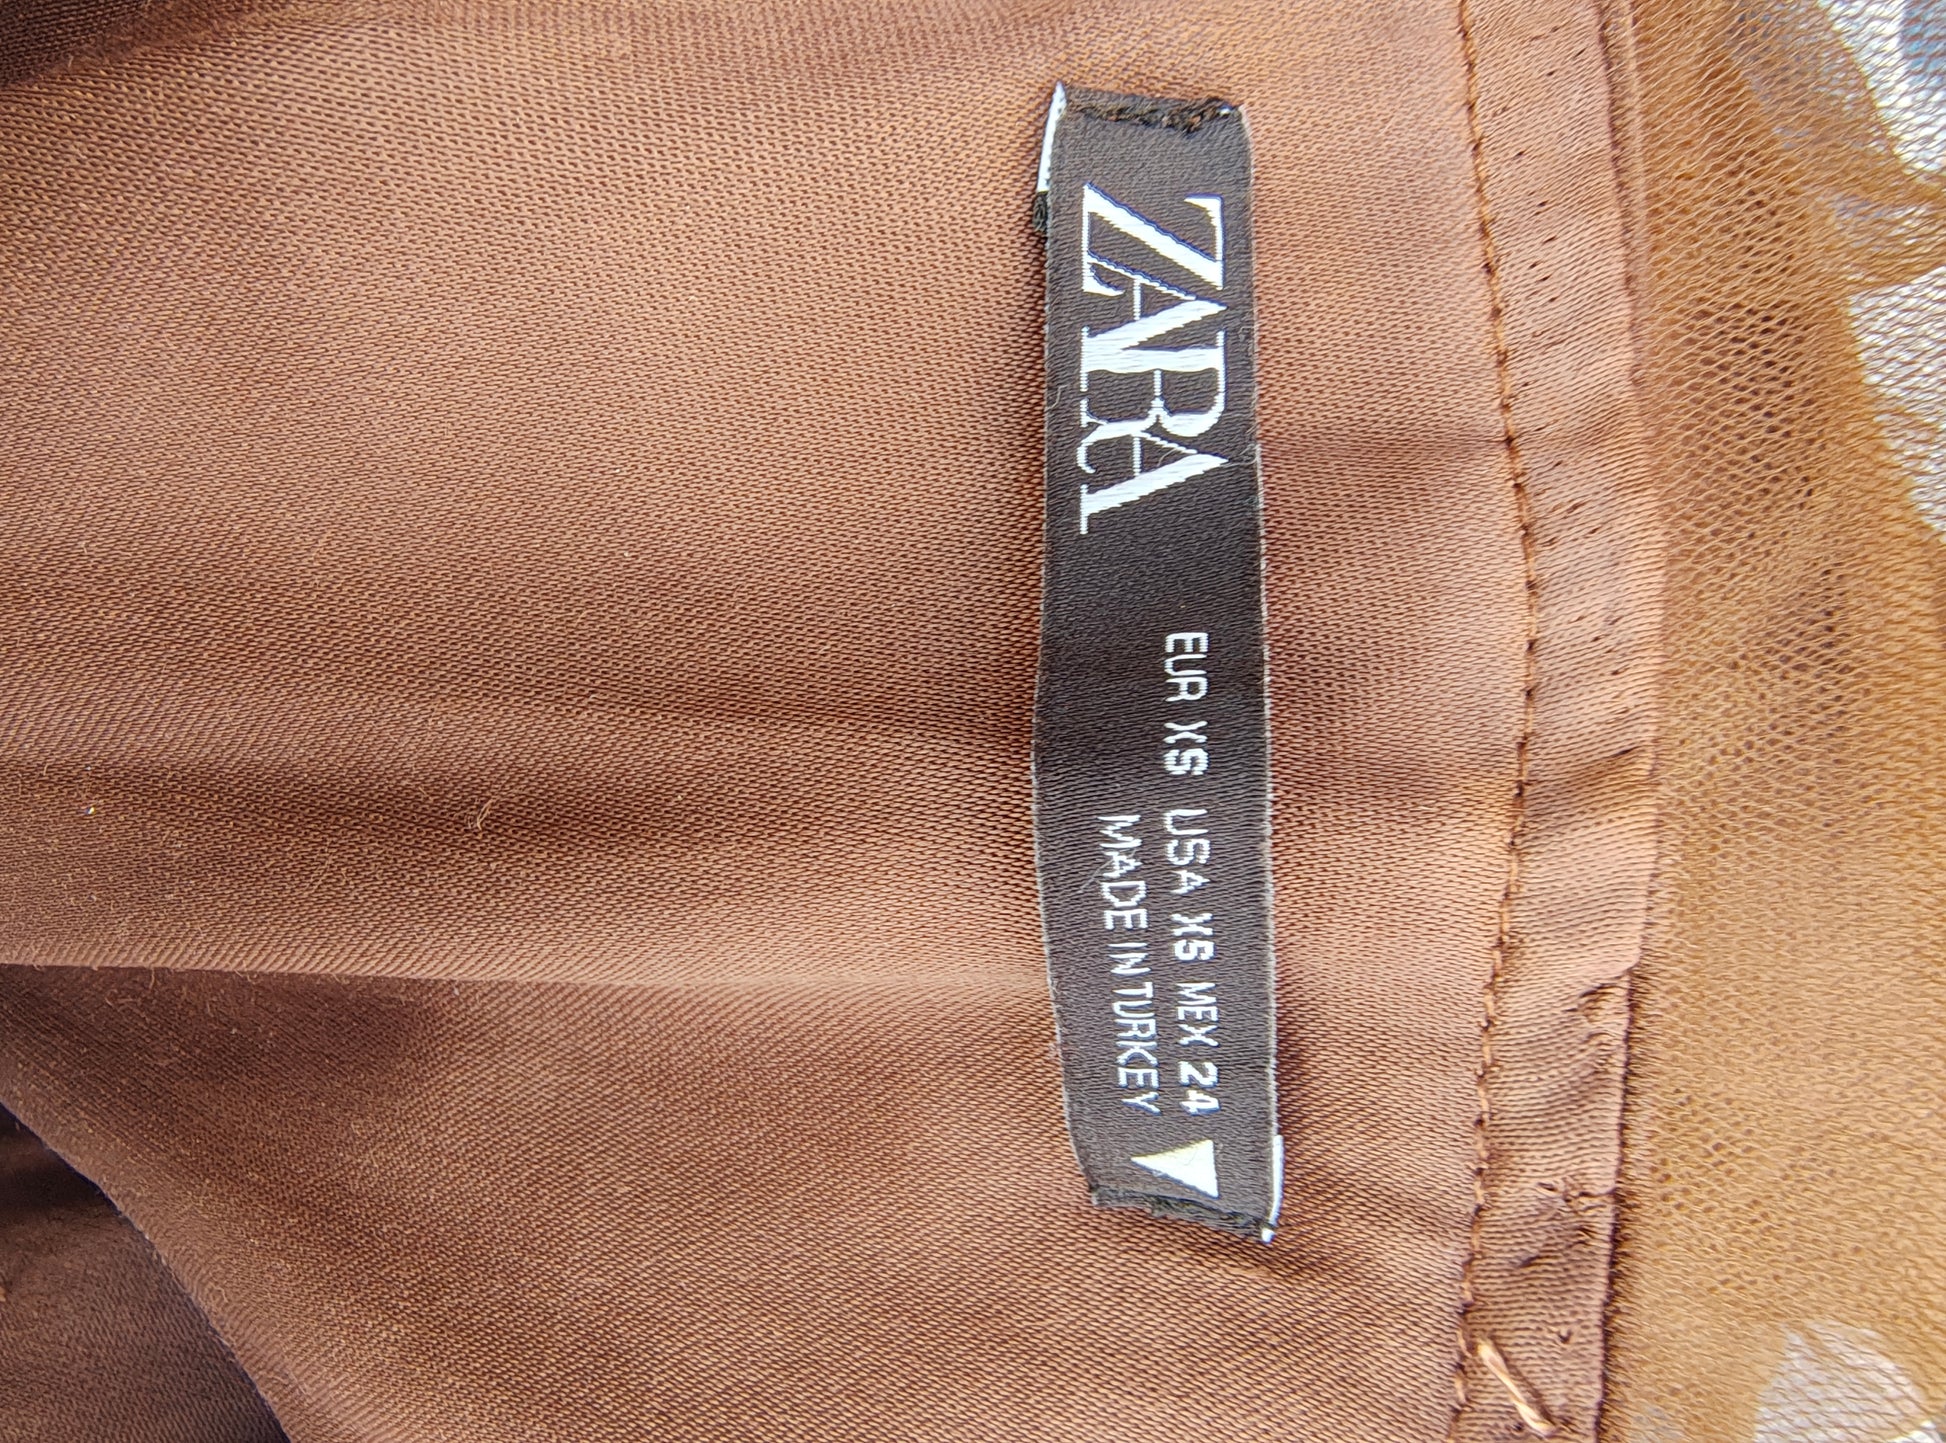 ZARA
EUR XS USA XS MEX 24
MADE IN TURKEY